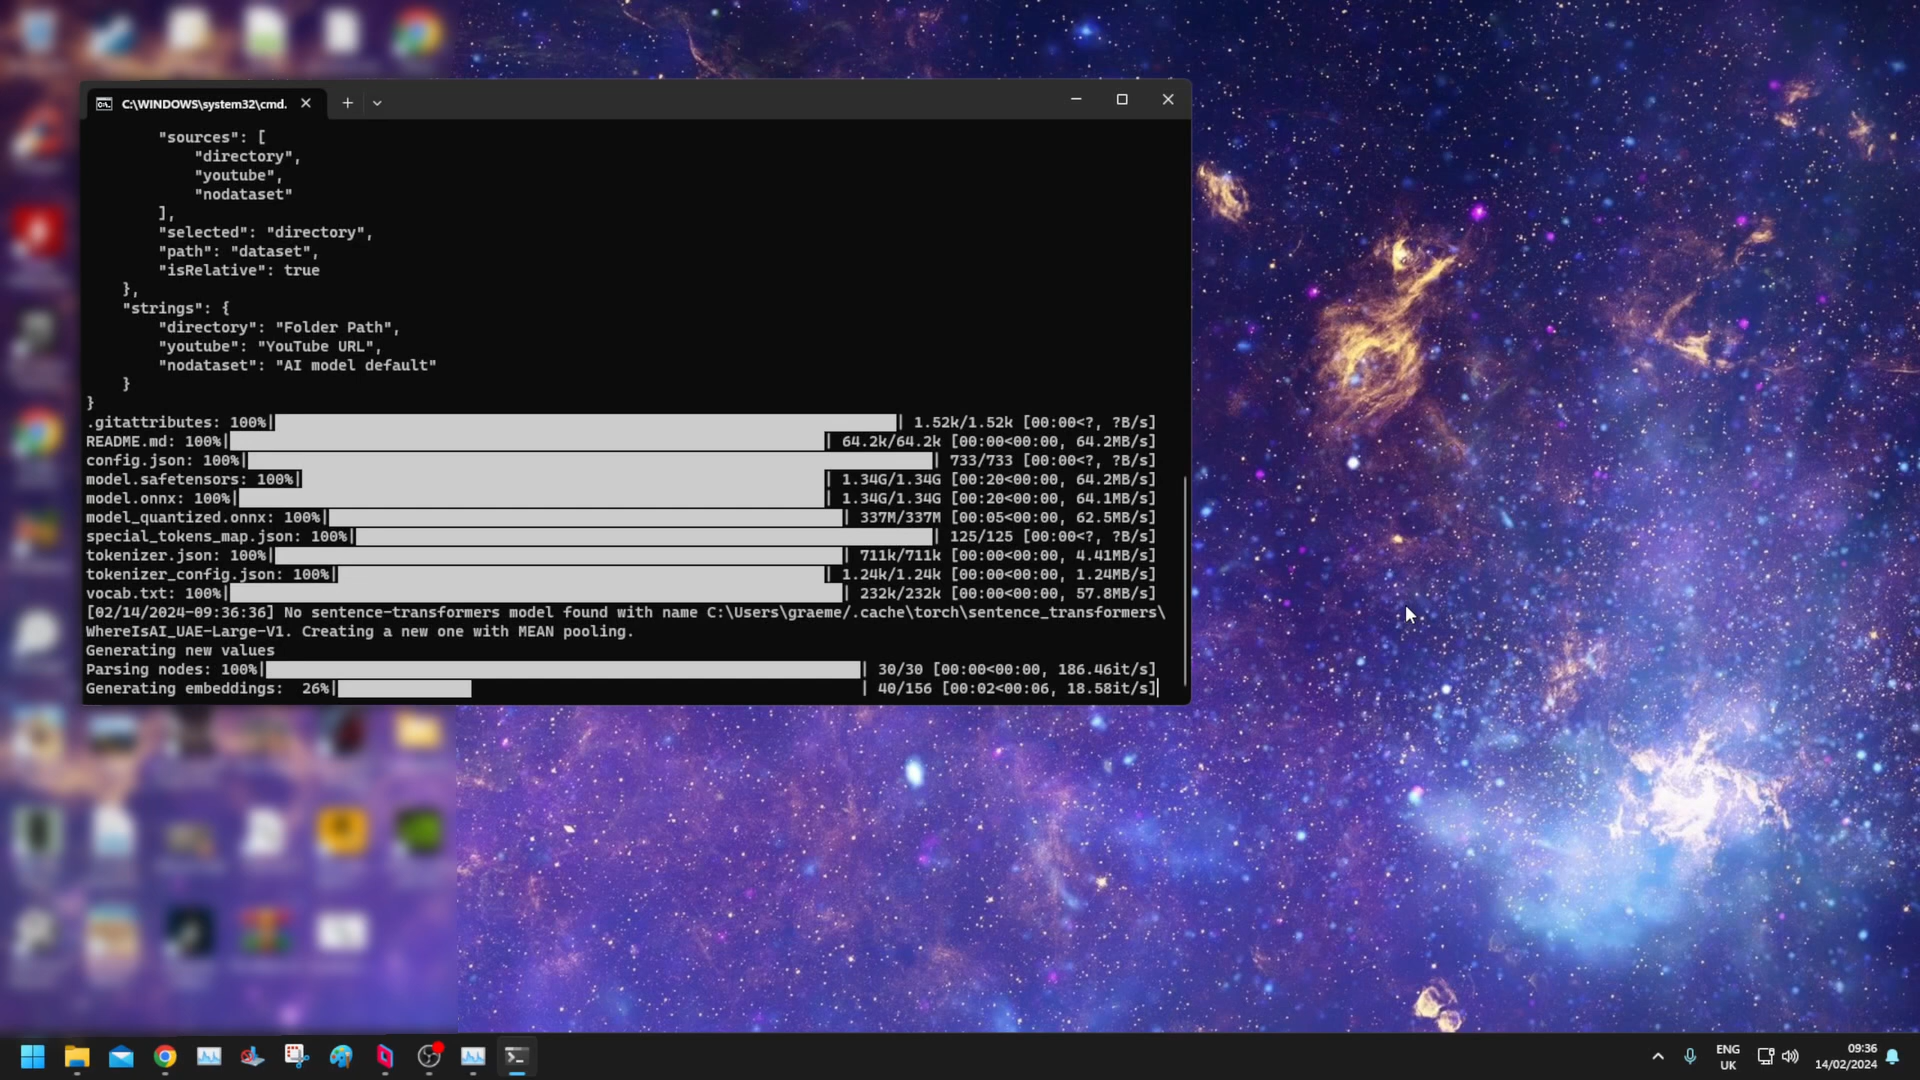 C:\WINDOWS\system32\cmd.
"sources": [
"directory",
"youtube",
"nodataset"
],
"selected": "directory",
"path": "dataset",
"isRelative": true
},
"strings": {
"directory": "Folder Path",
"youtube": "YouTube URL",
"nodataset": "AI model default"
}
}
.gitattributes: 100%| | 1.52k/1.52k [00:00<?, ?B/s]
README.md: 100%| | 64.2k/64.2k [00:00<00:00, 64.2MB/s]
config.json: 100%| | 733/733 [00:00<?, ?B/s]
model.safetensors: 100%| | 1.34G/1.34G [00:20<00:00, 64.2MB/s]
model.onnx: 100%| | 1.34G/1.34G [00:20<00:00, 64.1MB/s]
model_quantized.onnx: 100%| | 337M/337M [00:05<00:00, 62.5MB/s]
special_tokens_map.json: 100%| | 125/125 [00:00<?, ?B/s]
tokenizer.json: 100%| | 711k/711k [00:00<00:00, 4.41MB/s]
tokenizer_config.json: 100%| | 1.24k/1.24k [00:00<00:00, 1.24MB/s]
vocab.txt: 100%| | 232k/232k [00:00<00:00, 57.8MB/s]
[02/14/2024-09:36:36] No sentence-transformers model found with name C:\Users\graeme/.cache\torch\sentence_transformers\
WhereIsAI_UAE-Large-V1. Creating a new one with MEAN pooling.
Generating new values
Parsing nodes: 100%| | 30/30 [00:00<00:00, 186.46it/s]
Generating embeddings: 26%| | 40/156 [00:02<00:06, 18.58it/s]
ENG
UK
09:36
14/02/2024